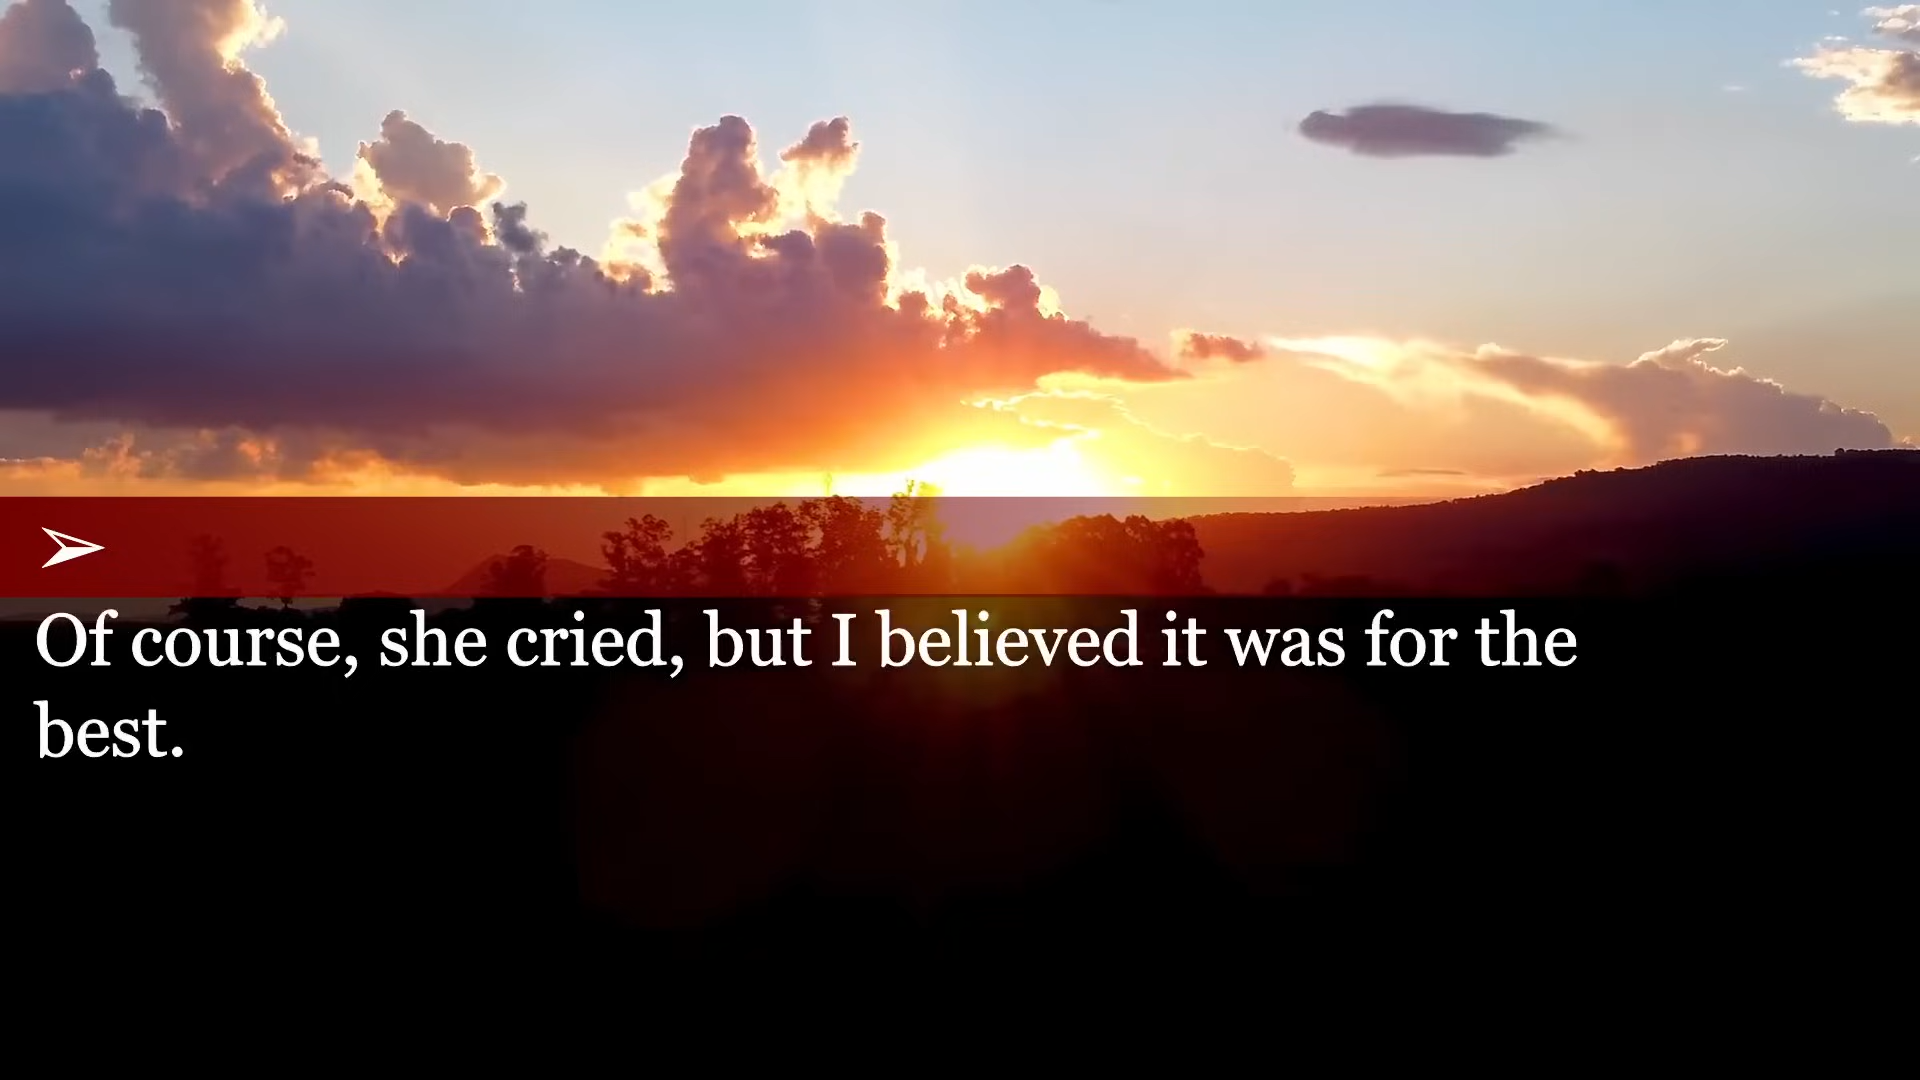 Of course, she cried, but I believed it was for the
best.